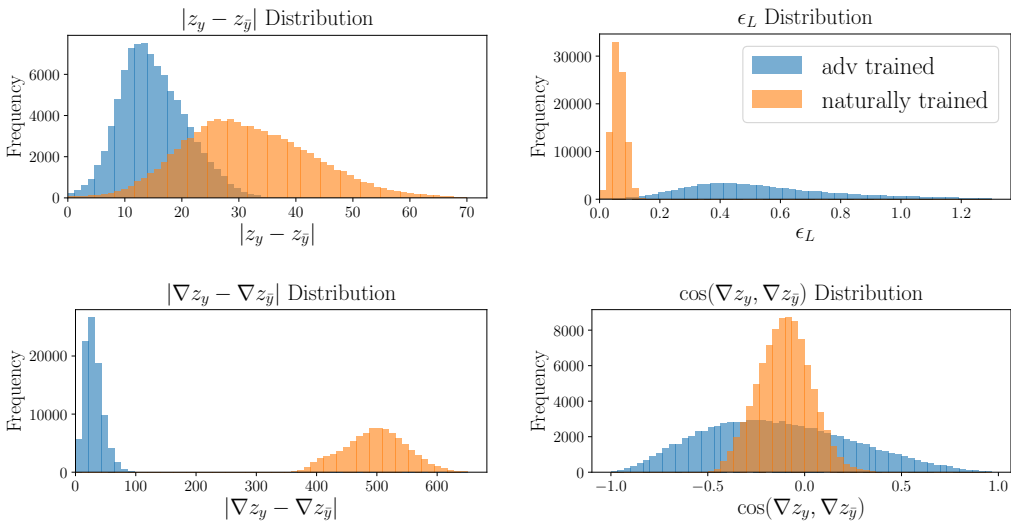 |z_y − z_ȳ| Distribution
Frequency
6000
4000
2000
0
0 10 20 30 40 50 60 70
|z_y − z_ȳ|
ϵ_L Distribution
Frequency
30000
20000
10000
0
adv trained
naturally trained
0.0 0.2 0.4 0.6 0.8 1.0 1.2
ϵ_L
|∇z_y − ∇z_ȳ| Distribution
Frequency
20000
10000
0
0 100 200 300 400 500 600
|∇z_y − ∇z_ȳ|
cos(∇z_y, ∇z_ȳ) Distribution
Frequency
8000
6000
4000
2000
0
−1.0 −0.5 0.0 0.5 1.0
cos(∇z_y, ∇z_ȳ)